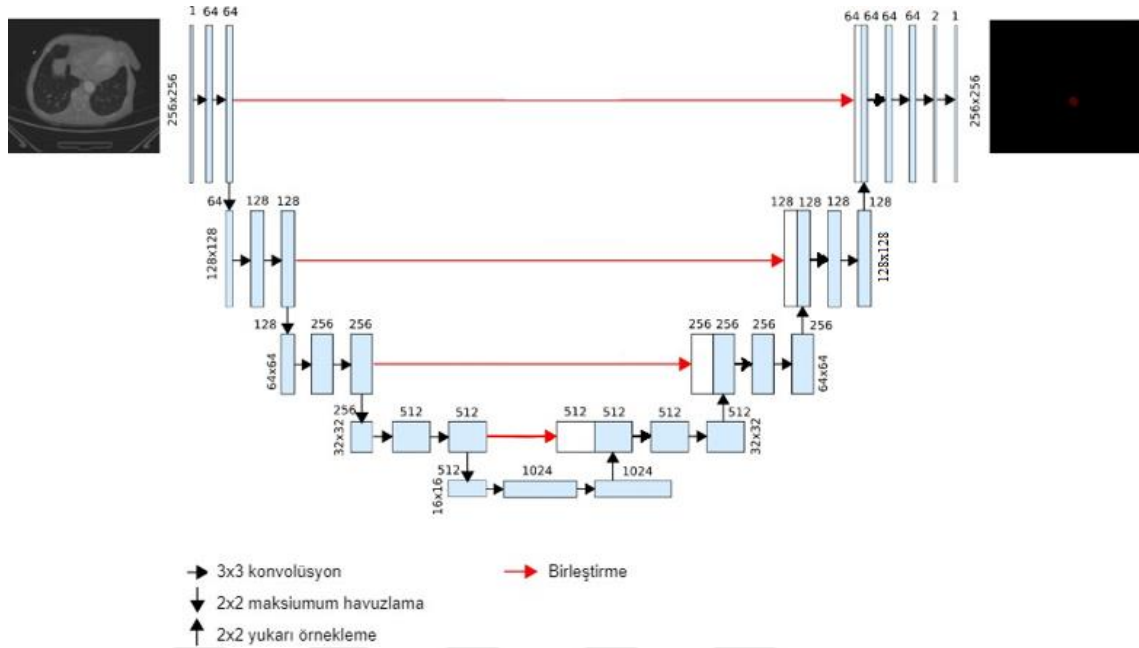 1 64 64
64 64 64 64 2 1
256x256
256x256
64 128 128
128 128 128 128
128x128
128x128
128 256 256
256 256 256 256
64x64
64x64
256 512 512
512 512 512 512
32x32
32x32
512 1024 1024
16x16
3x3 konvolüsyon
Birleştirme
2x2 maksiumum havuzlama
2x2 yukarı örnekleme